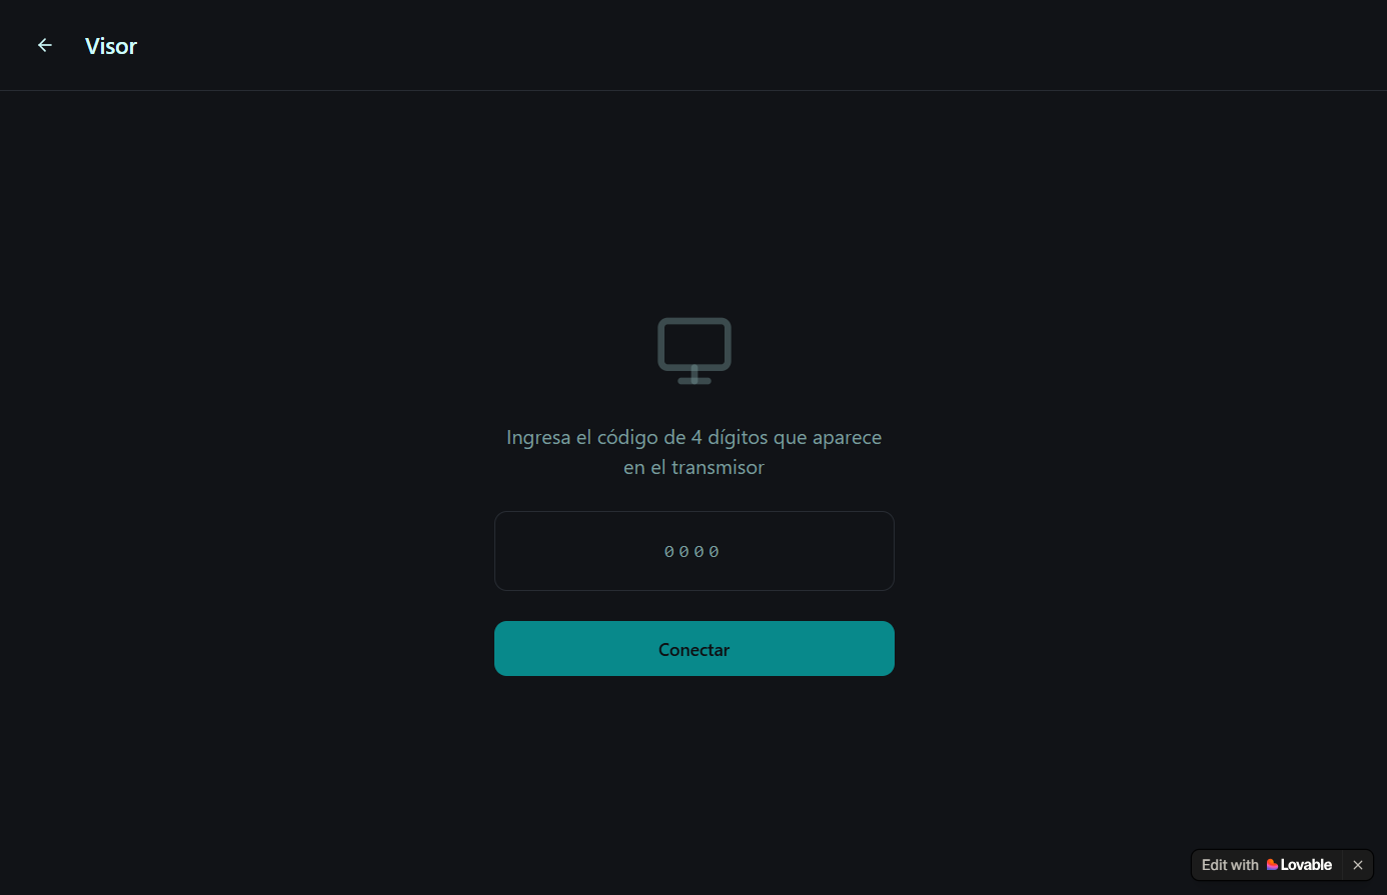 Visor
Ingresa el código de 4 dígitos que aparece
en el transmisor
0000
Conectar
Edit with Lovable